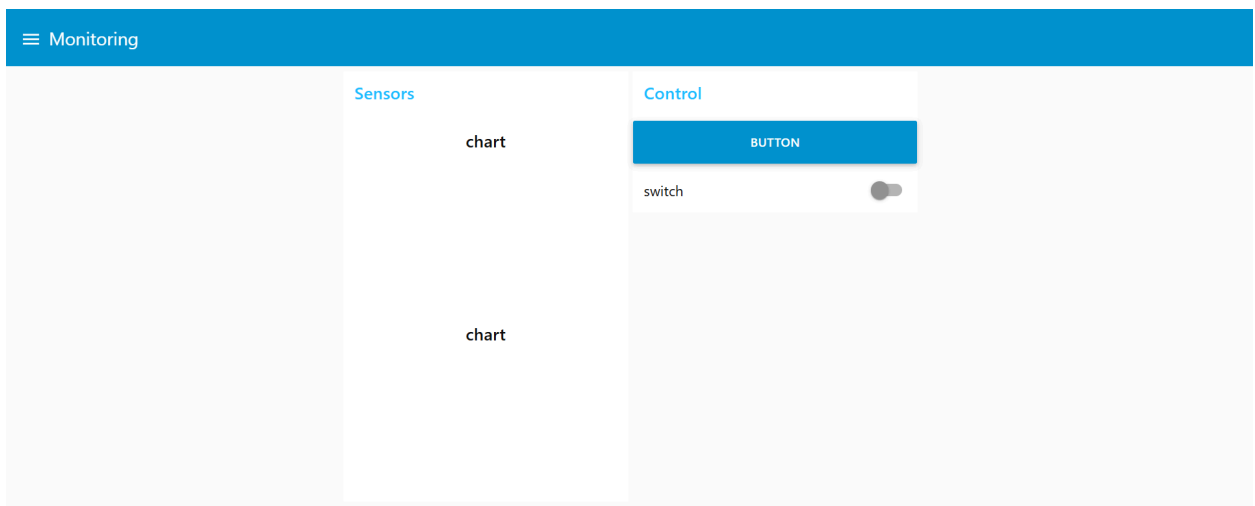 Monitoring
Sensors
chart
chart
Control
BUTTON
switch